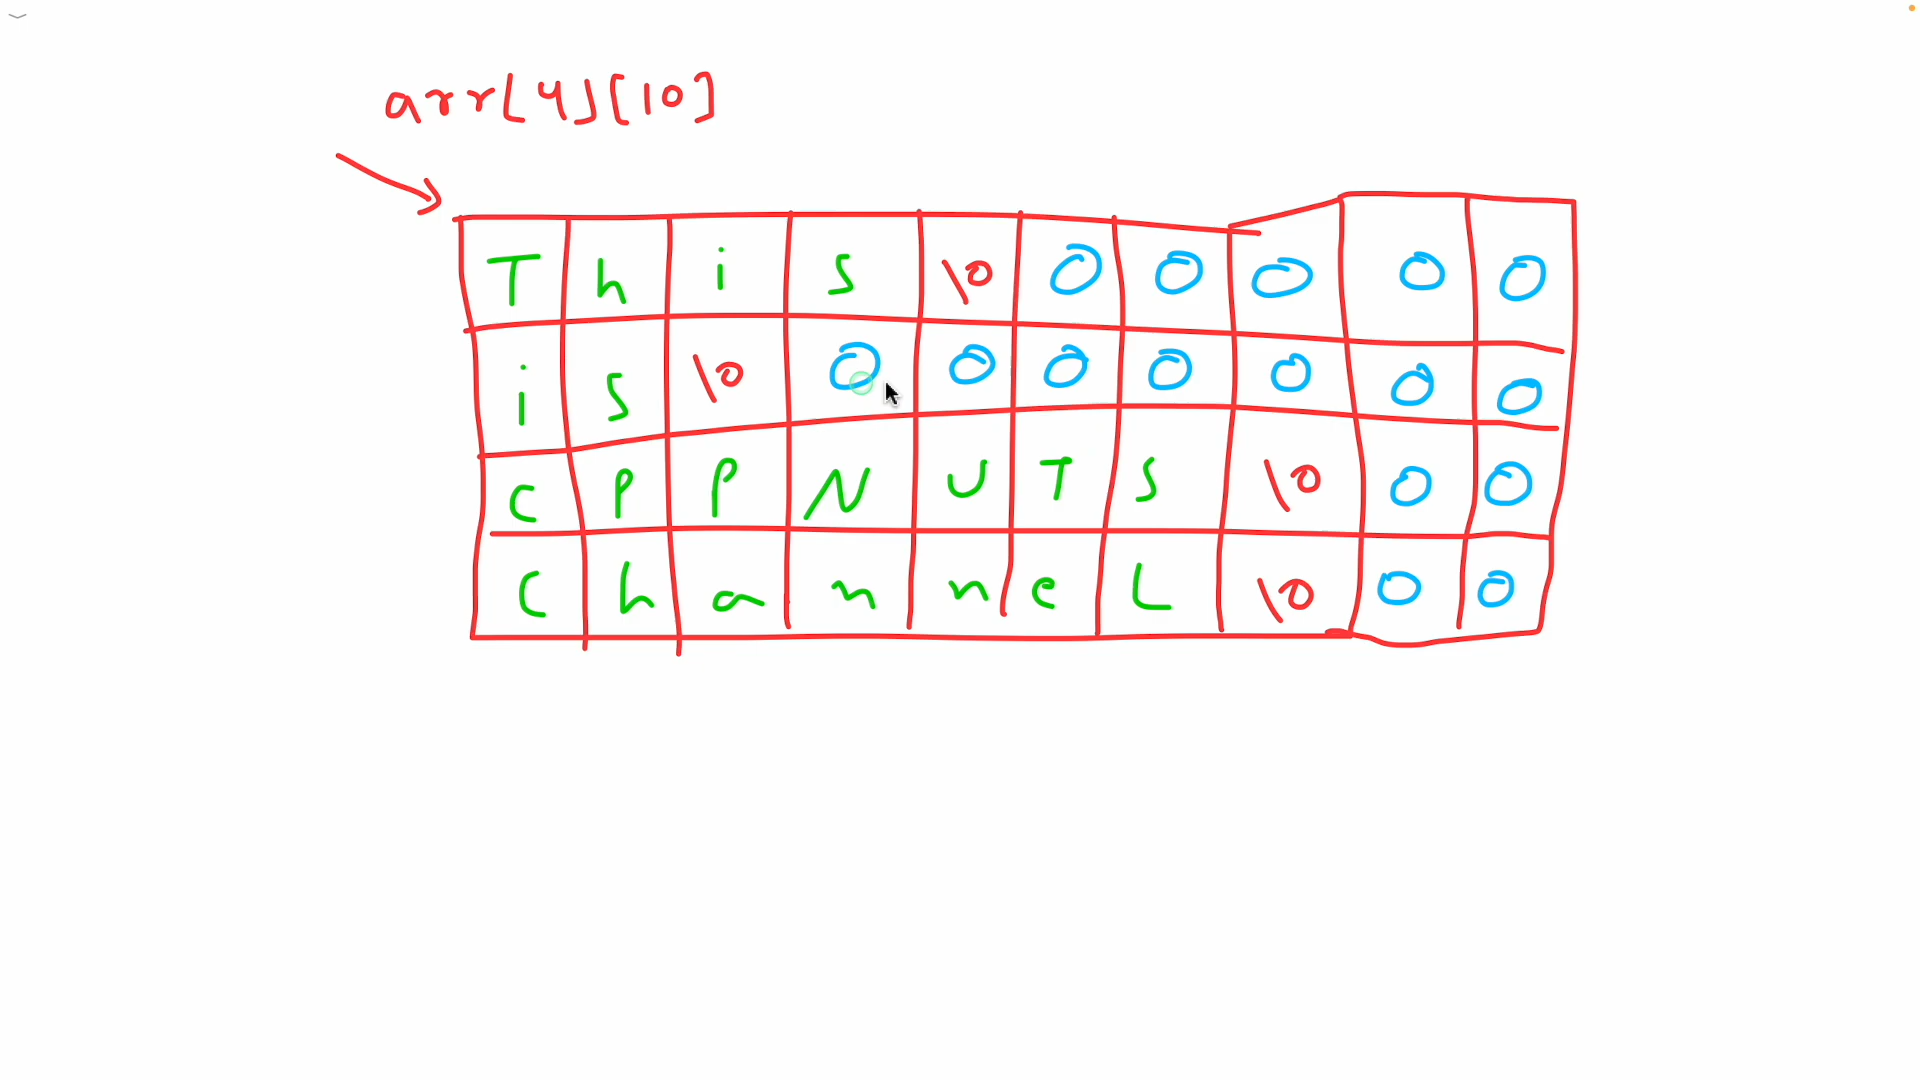 arr[4][10]
T h i s \0 0 0 0 0 0
i s \0 0 0 0 0 0 0 0
C P P N U T S \0 0 0
C h a n n e L \0 0 0